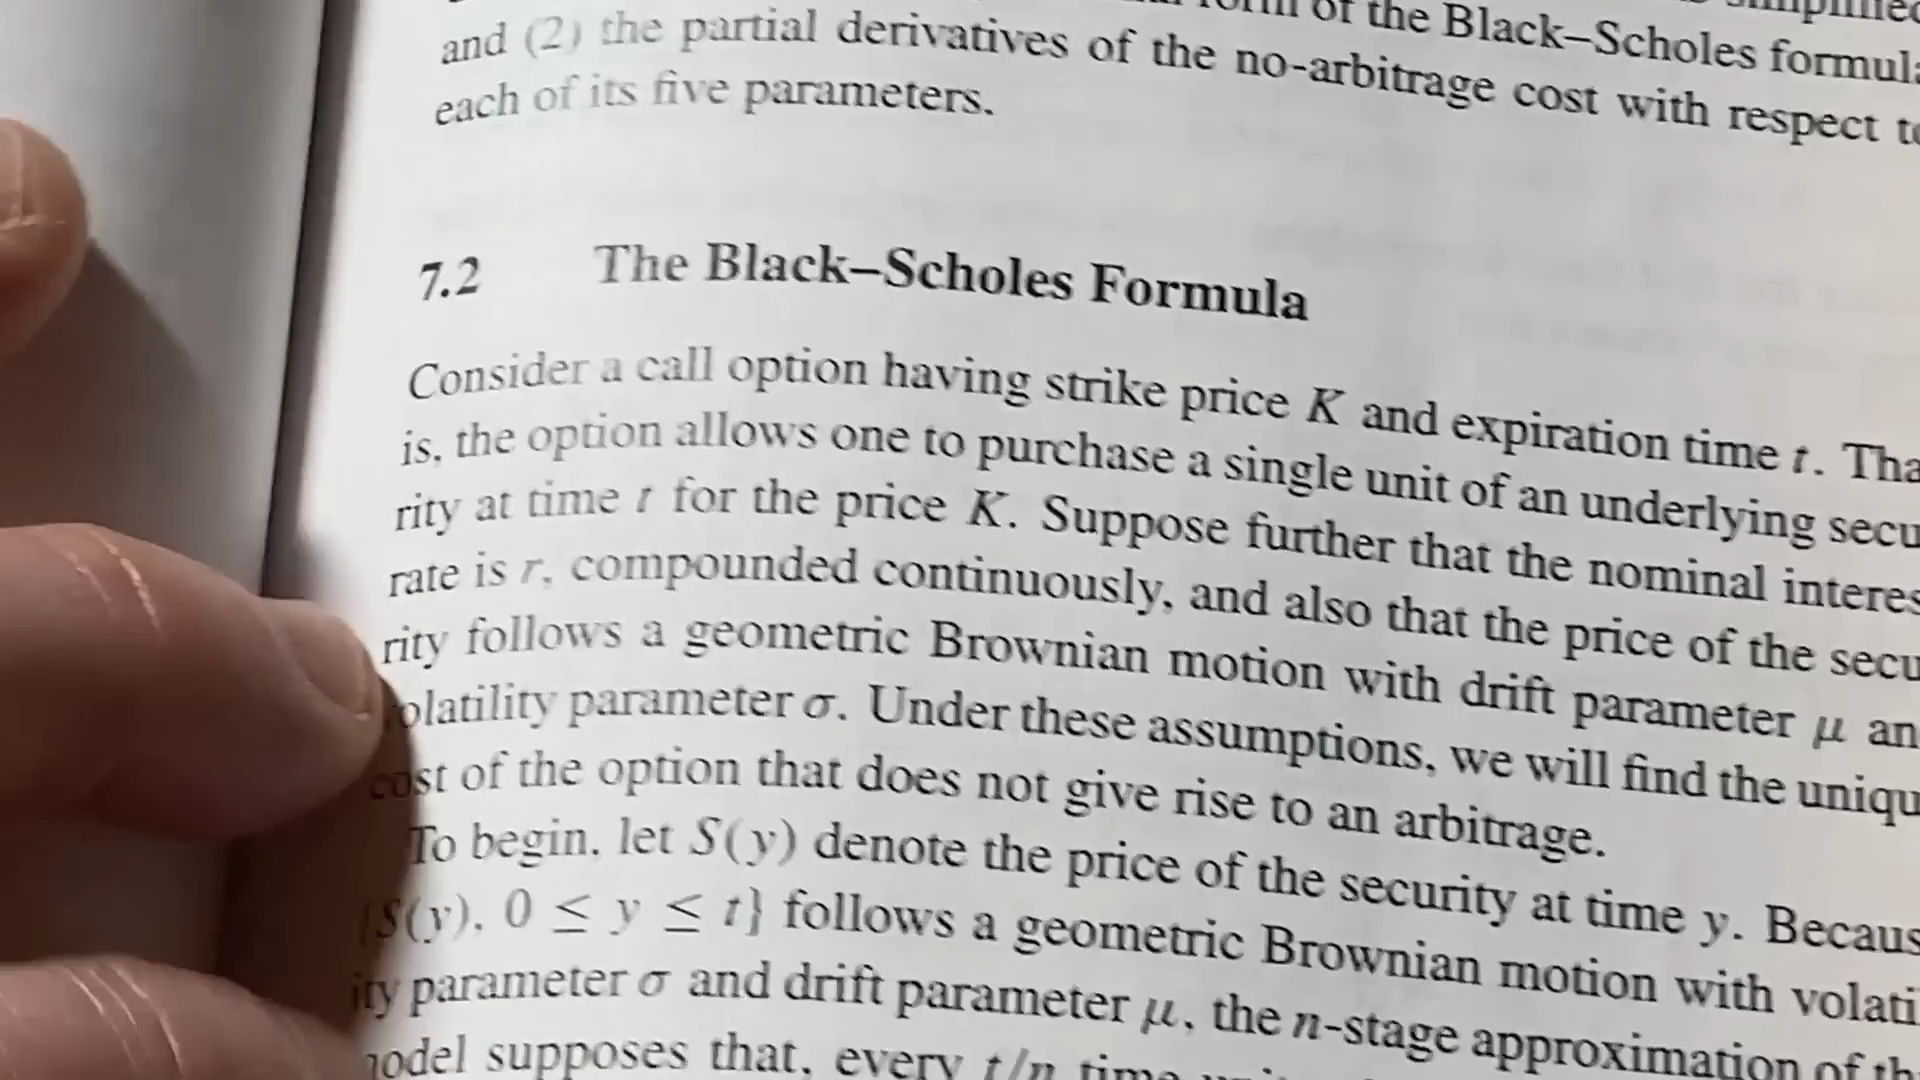 form of the Black–Scholes formula
and (2) the partial derivatives of the no-arbitrage cost with respect to
each of its five parameters.
7.2 The Black–Scholes Formula
Consider a call option having strike price K and expiration time t. Tha
is, the option allows one to purchase a single unit of an underlying secu
rity at time t for the price K. Suppose further that the nominal interes
rate is r, compounded continuously, and also that the price of the secu
rity follows a geometric Brownian motion with drift parameter μ an
olatility parameter σ. Under these assumptions, we will find the uniqu
cost of the option that does not give rise to an arbitrage.
To begin, let S(y) denote the price of the security at time y. Becaus
{S(y), 0 ≤ y ≤ t} follows a geometric Brownian motion with volati
ity parameter σ and drift parameter μ, the n-stage approximation of th
model supposes that, every t/n time